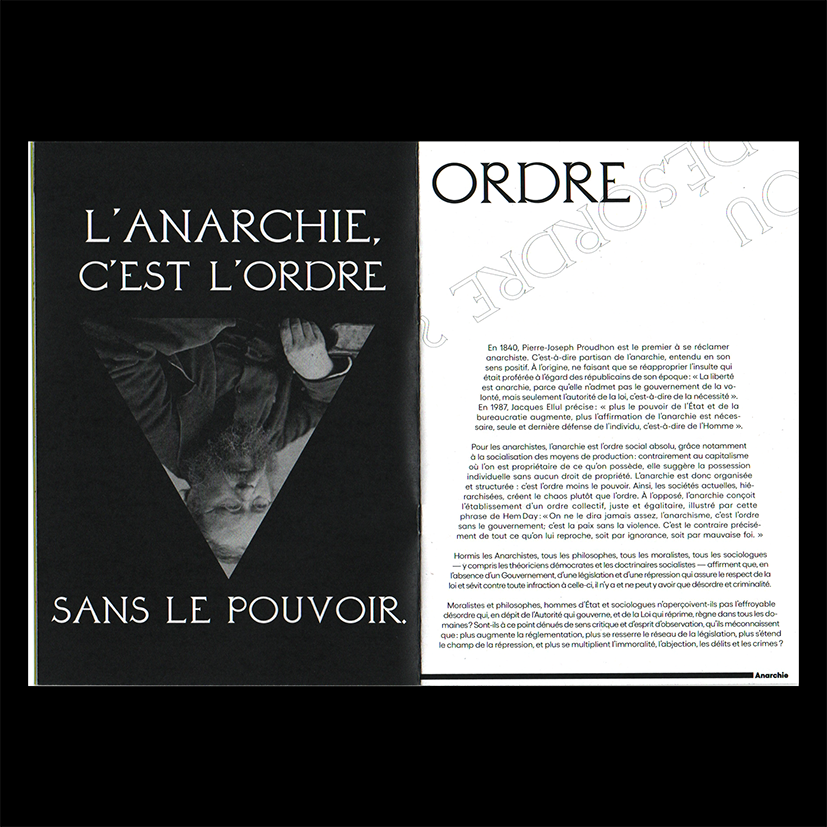 L'ANARCHIE,
C'EST L'ORDRE
SANS LE POUVOIR.
ORDRE
OU
DÉSORDRE ?
En 1840, Pierre-Joseph Proudhon est le premier à se réclamer
anarchiste. C'est-à-dire partisan de l'anarchie, entendu en son
sens positif. À l'origine, ne faisant que se réapproprier l'insulte qui
était proférée à l'égard des républicains de son époque : « La liberté
est anarchie, parce qu'elle n'admet pas le gouvernement de la vo-
lonté, mais seulement l'autorité de la loi, c'est-à-dire de la nécessité ».
En 1987, Jacques Ellul précise : « plus le pouvoir de l'État et de la
bureaucratie augmente, plus l'affirmation de l'anarchie est néces-
saire, seule et dernière défense de l'individu, c'est-à-dire de l'Homme ».
Pour les anarchistes, l'anarchie est l'ordre social absolu, grâce notamment
à la socialisation des moyens de production : contrairement au capitalisme
où l'on est propriétaire de ce qu'on possède, elle suggère la possession
individuelle sans aucun droit de propriété. L'anarchie est donc organisée
et structurée : c'est l'ordre moins le pouvoir. Ainsi, les sociétés actuelles, hié-
rarchisées, créent le chaos plutôt que l'ordre. À l'opposé, l'anarchie conçoit
l'établissement d'un ordre collectif, juste et égalitaire, illustré par cette
phrase de Hem Day : « On ne le dira jamais assez, l'anarchisme, c'est l'ordre
sans le gouvernement; c'est la paix sans la violence. C'est le contraire précisé-
ment de tout ce qu'on lui reproche, soit par ignorance, soit par mauvaise foi. »
Hormis les Anarchistes, tous les philosophes, tous les moralistes, tous les sociologues
— y compris les théoriciens démocrates et les doctrinaires socialistes — affirment que, en
l'absence d'un Gouvernement, d'une législation et d'une répression qui assure le respect de la
loi et sévit contre toute infraction à celle-ci, il n'y a et ne peut y avoir que désordre et criminalité.
Moralistes et philosophes, hommes d'État et sociologues n'aperçoivent-ils pas l'effroyable
désordre qui, en dépit de l'Autorité qui gouverne, et de la Loi qui réprime, règne dans tous les do-
maines ? Sont-ils à ce point dénués de sens critique et d'esprit d'observation, qu'ils méconnaissent
que : plus augmente la réglementation, plus se resserre le réseau de la législation, plus s'étend
le champ de la répression, et plus se multiplient l'immoralité, l'abjection, les délits et les crimes ?
Anarchie